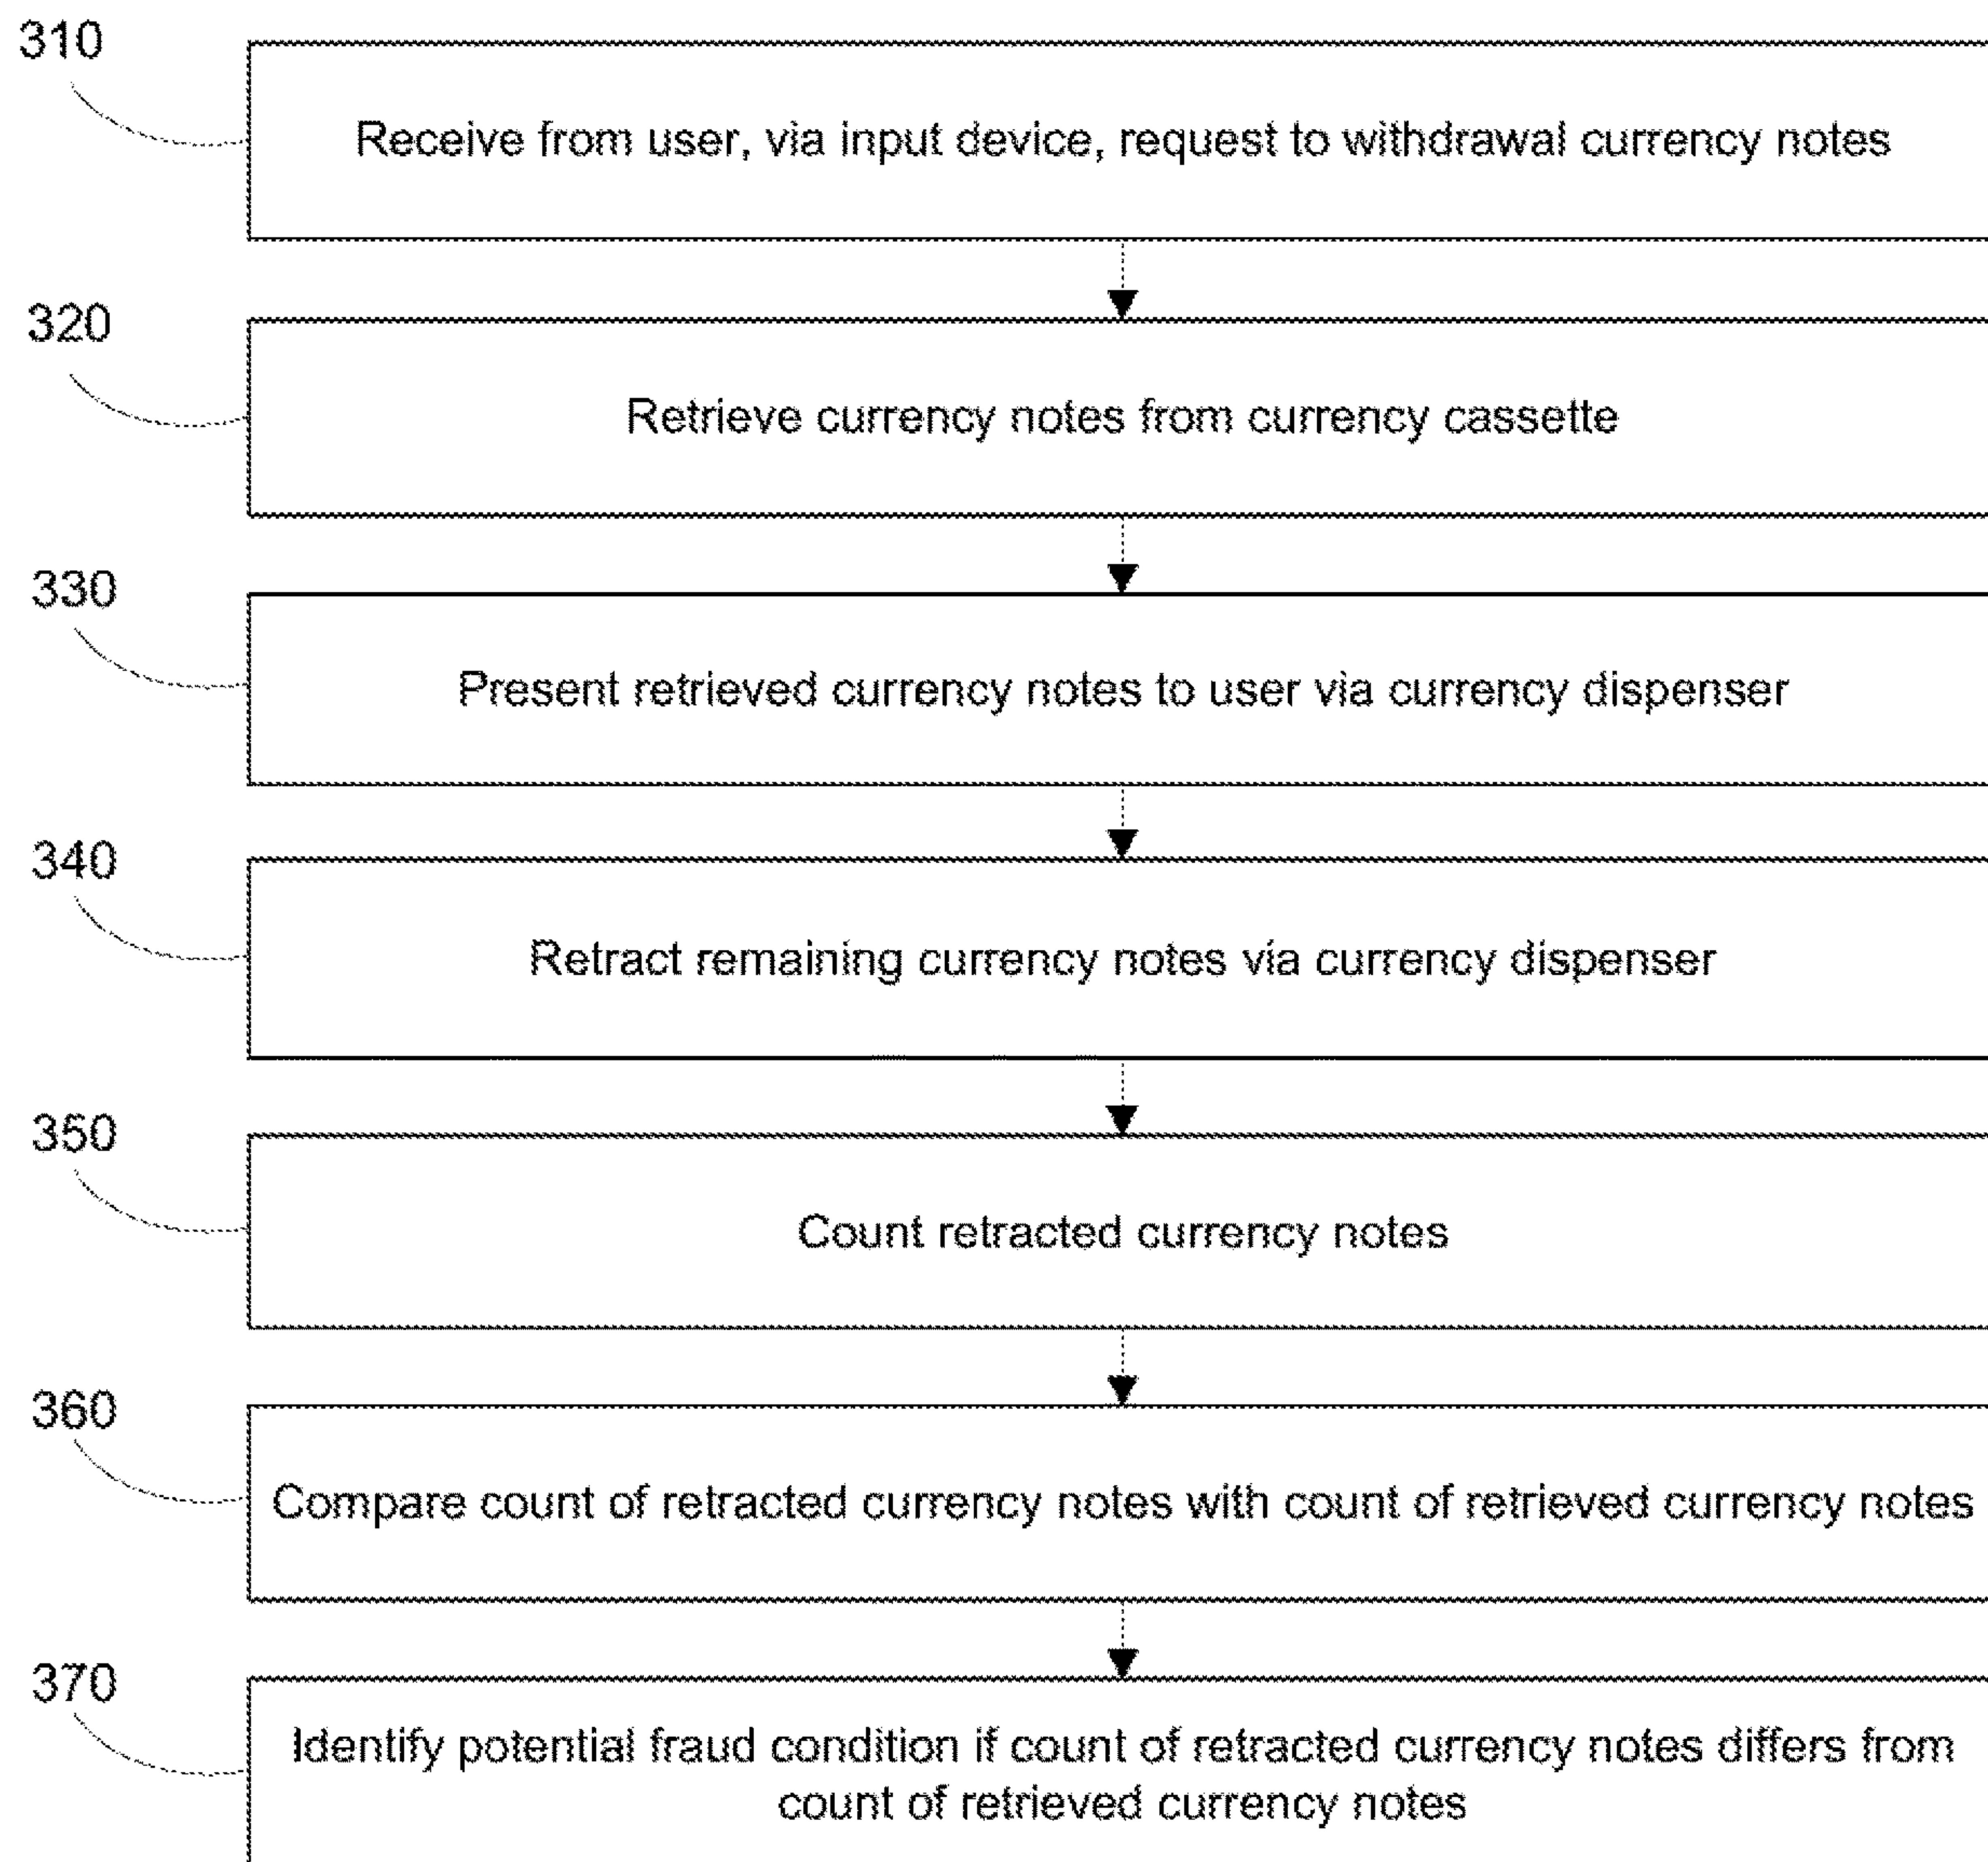 310
Receive from user, via input device, request to withdrawal currency notes
320
Retrieve currency notes from currency cassette
330
Present retrieved currency notes to user via currency dispenser
340
Retract remaining currency notes via currency dispenser
350
Count retracted currency notes
360
Compare count of retracted currency notes with count of retrieved currency notes
370
Identify potential fraud condition if count of retracted currency notes differs from
count of retrieved currency notes